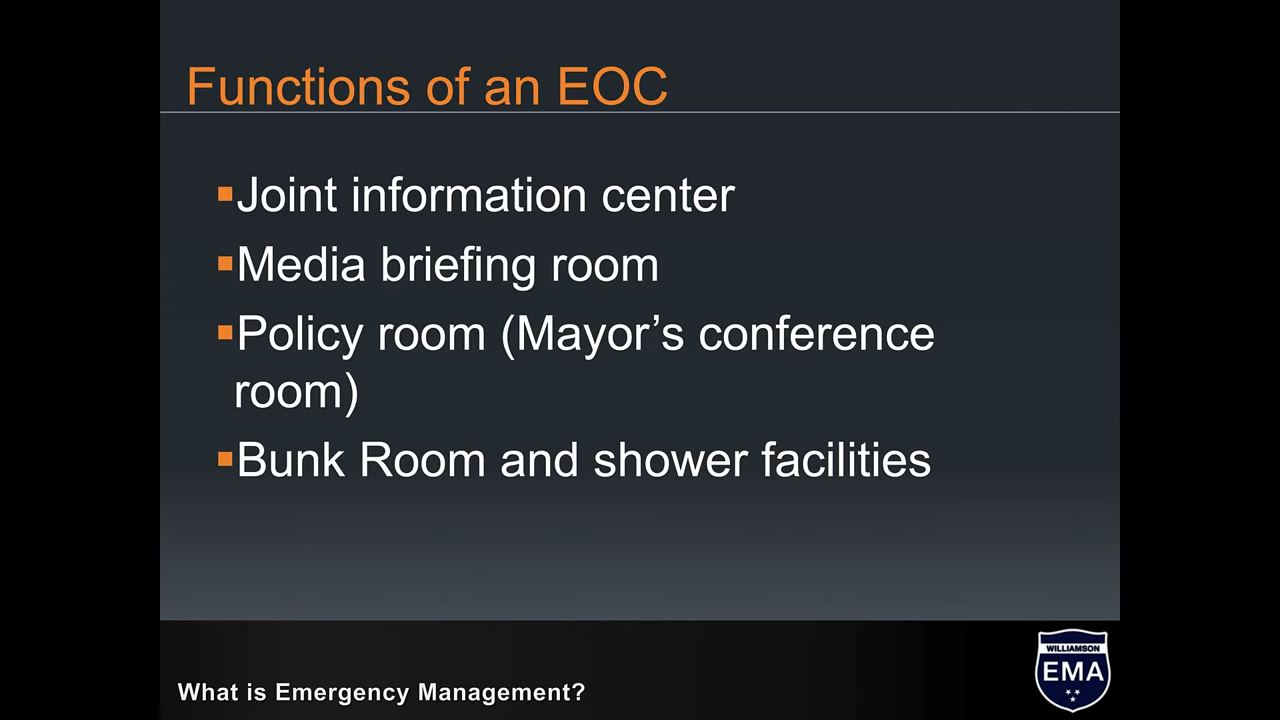 Functions of an EOC
▪Joint information center
▪Media briefing room
▪Policy room (Mayor’s conference
room)
▪Bunk Room and shower facilities
What is Emergency Management?
WILLIAMSON
EMA